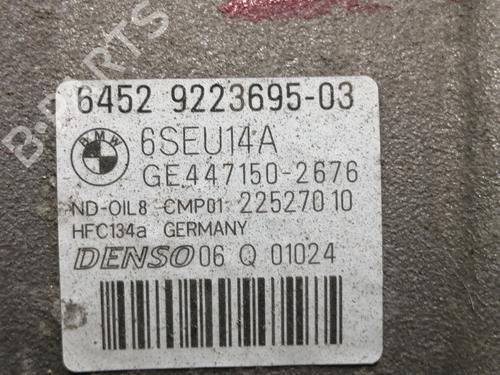 6452 9223695-03
BMW 6SEU14A
GE447150-2676
ND-OIL8 CMP01 22527010
HFC134a GERMANY
DENSO 06 Q 01024
B-PARTS